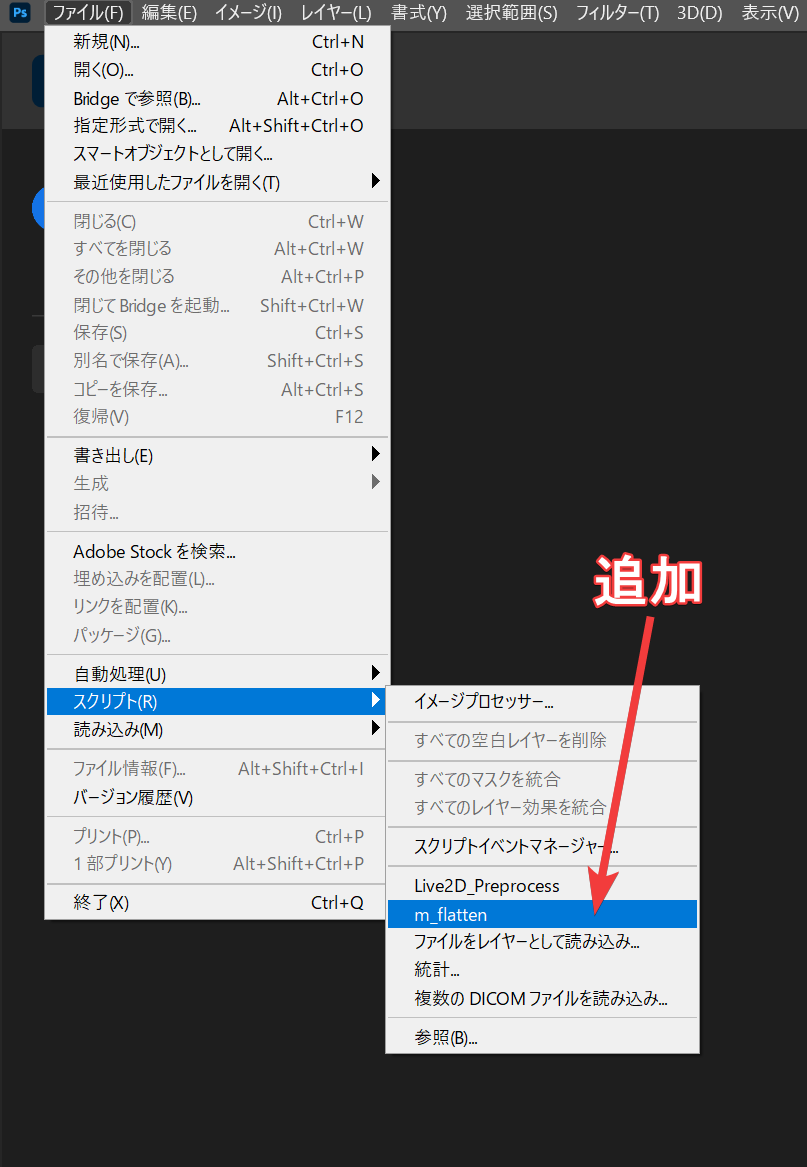 Ps ファイル(F) 編集(E) イメージ(I) レイヤー(L) 書式(Y) 選択範囲(S) フィルター(T) 3D(D) 表示(V)
新規(N)... Ctrl+N
開く(O)... Ctrl+O
Bridge で参照(B)... Alt+Ctrl+O
指定形式で開く... Alt+Shift+Ctrl+O
スマートオブジェクトとして開く...
最近使用したファイルを開く(T)
閉じる(C) Ctrl+W
すべてを閉じる Alt+Ctrl+W
その他を閉じる Alt+Ctrl+P
閉じて Bridge を起動... Shift+Ctrl+W
保存(S) Ctrl+S
別名で保存(A)... Shift+Ctrl+S
コピーを保存... Alt+Ctrl+S
復帰(V) F12
書き出し(E)
生成
招待...
Adobe Stock を検索...
埋め込みを配置(L)...
リンクを配置(K)...
パッケージ(G)...
自動処理(U)
スクリプト(R)
読み込み(M)
ファイル情報(F)... Alt+Shift+Ctrl+I
バージョン履歴(V)
プリント(P)... Ctrl+P
1 部プリント(Y) Alt+Shift+Ctrl+P
終了(X) Ctrl+Q
追加
イメージプロセッサー...
すべての空白レイヤーを削除
すべてのマスクを統合
すべてのレイヤー効果を統合
スクリプトイベントマネージャー...
Live2D_Preprocess
m_flatten
ファイルをレイヤーとして読み込み...
統計...
複数の DICOM ファイルを読み込み...
参照(B)...